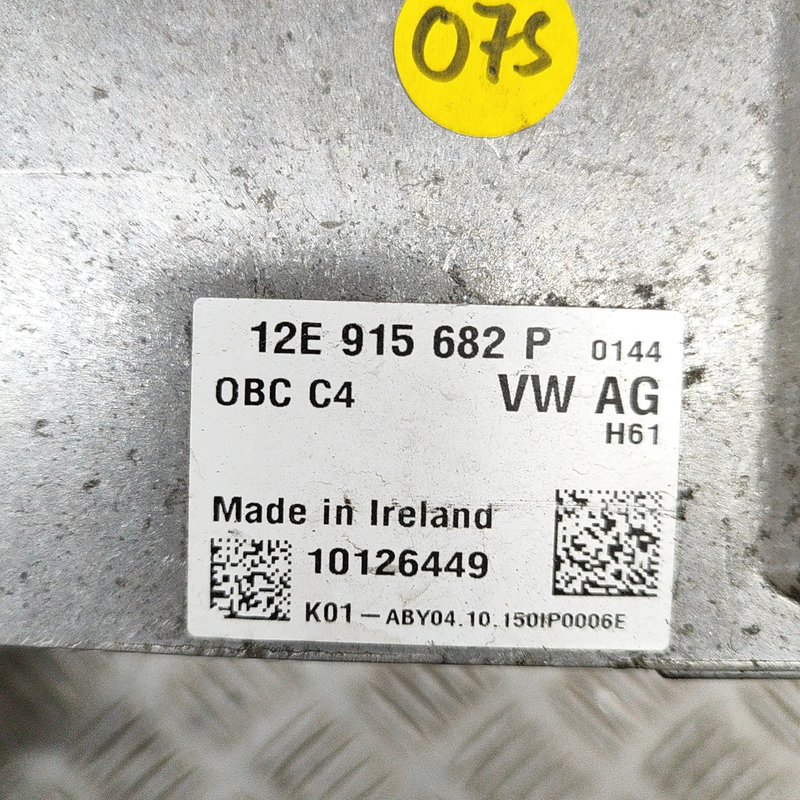 07S
12E 915 682 P 0144
OBC C4 VW AG
H61
Made in Ireland
10126449
K01 – ABY04.10.150IP0006E